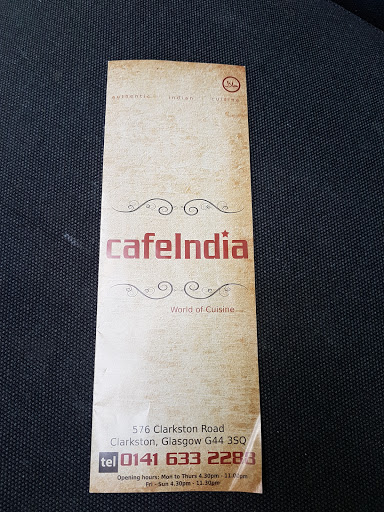 authentic indian cuisine
cafeIndia
World of Cuisine
576 Clarkston Road
Clarkston, Glasgow G44 3SQ
tel 0141 633 2283
Opening hours: Mon to Thurs 4.30pm - 11.00pm
Fri - Sun 4.30pm - 11.30pm